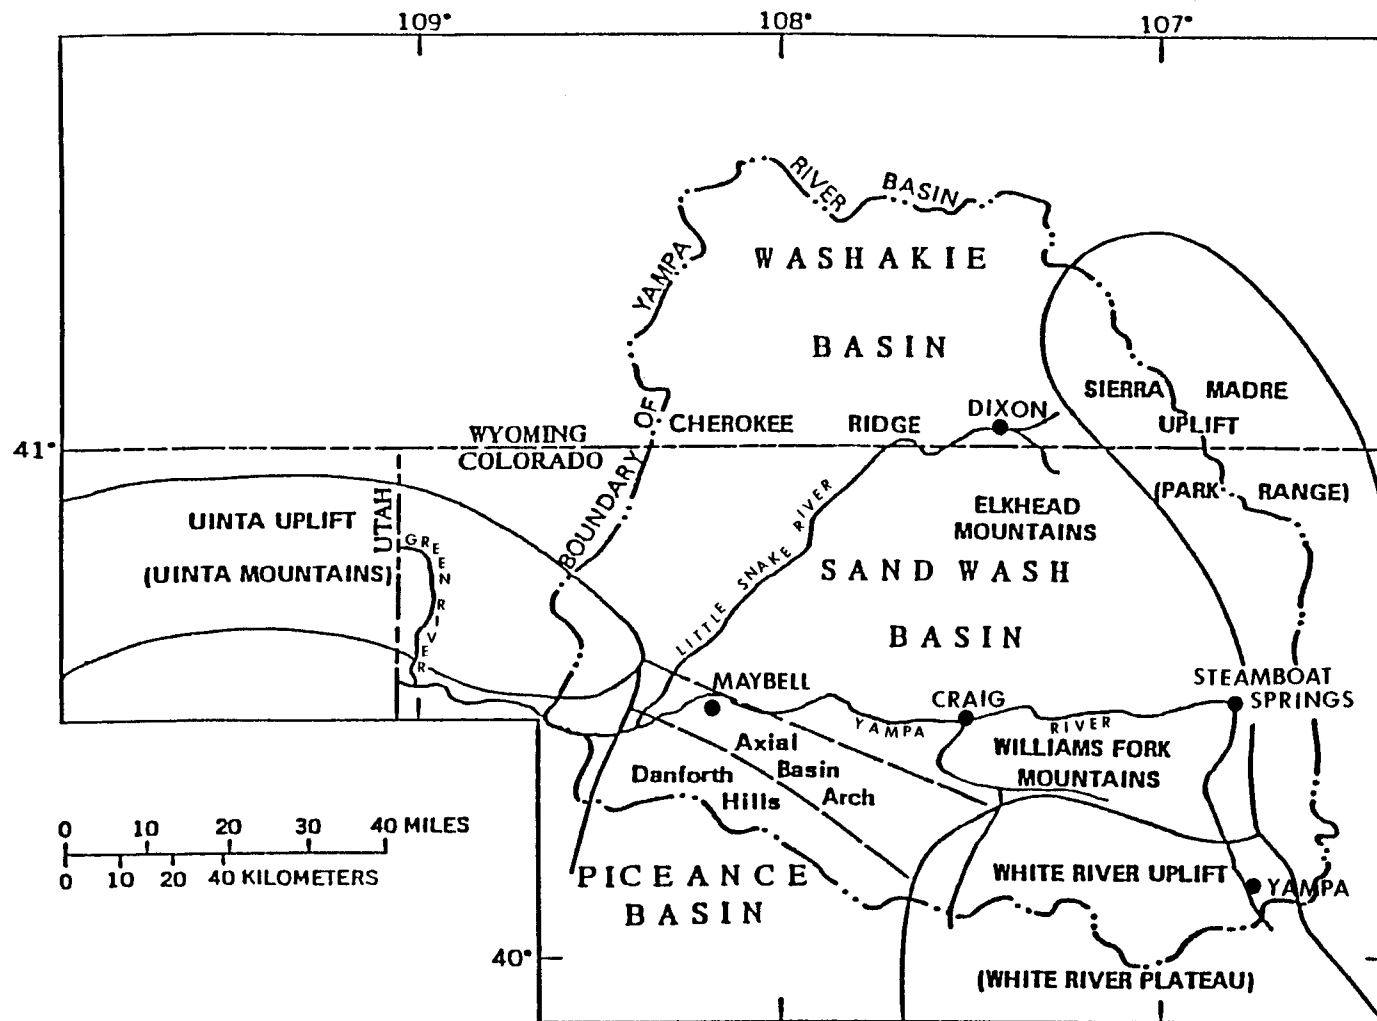 109° 108° 107°
RIVER BASIN
YAMPA
WASHAKIE
BASIN
SIERRA MADRE
UPLIFT
DIXON
CHEROKEE RIDGE
BOUNDARY OF
41°
WYOMING
COLORADO
(PARK RANGE)
UTAH
UINTA UPLIFT
(UINTA MOUNTAINS)
GREEN RIVER
ELKHEAD
MOUNTAINS
LITTLE SNAKE RIVER
SAND WASH
BASIN
STEAMBOAT
SPRINGS
MAYBELL
CRAIG
YAMPA RIVER
WILLIAMS FORK
MOUNTAINS
Axial
Basin
Arch
Danforth
Hills
0 10 20 30 40 MILES
0 10 20 40 KILOMETERS
PICEANCE
BASIN
WHITE RIVER UPLIFT
YAMPA
40°
(WHITE RIVER PLATEAU)